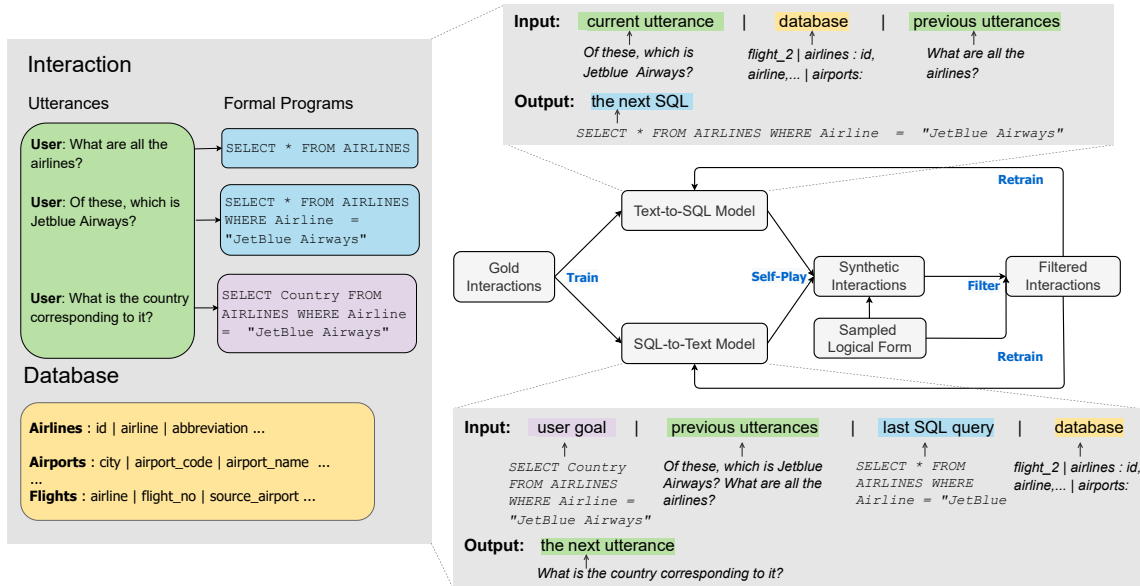 Interaction
Utterances
Formal Programs
User: What are all the
airlines?
SELECT * FROM AIRLINES
User: Of these, which is
Jetblue Airways?
SELECT * FROM AIRLINES
WHERE Airline =
"JetBlue Airways"
User: What is the country
corresponding to it?
SELECT Country FROM
AIRLINES WHERE Airline
= "JetBlue Airways"
Database
Airlines : id | airline | abbreviation ...
Airports : city | airport_code | airport_name ...
...
Flights : airline | flight_no | source_airport ...
Input: current utterance | database | previous utterances
Of these, which is
Jetblue Airways?
flight_2 | airlines : id,
airline,... | airports:
What are all the
airlines?
Output: the next SQL
SELECT * FROM AIRLINES WHERE Airline = "JetBlue Airways"
Retrain
Text-to-SQL Model
Gold
Interactions
Train
Self-Play
Synthetic
Interactions
Filter
Filtered
Interactions
Sampled
Logical Form
SQL-to-Text Model
Retrain
Input: user goal | previous utterances | last SQL query | database
SELECT Country
FROM AIRLINES
WHERE Airline =
"JetBlue Airways"
Of these, which is Jetblue
Airways? What are all the
airlines?
SELECT * FROM
AIRLINES WHERE
Airline = "JetBlue
flight_2 | airlines : id,
airline,... | airports:
Output: the next utterance
What is the country corresponding to it?